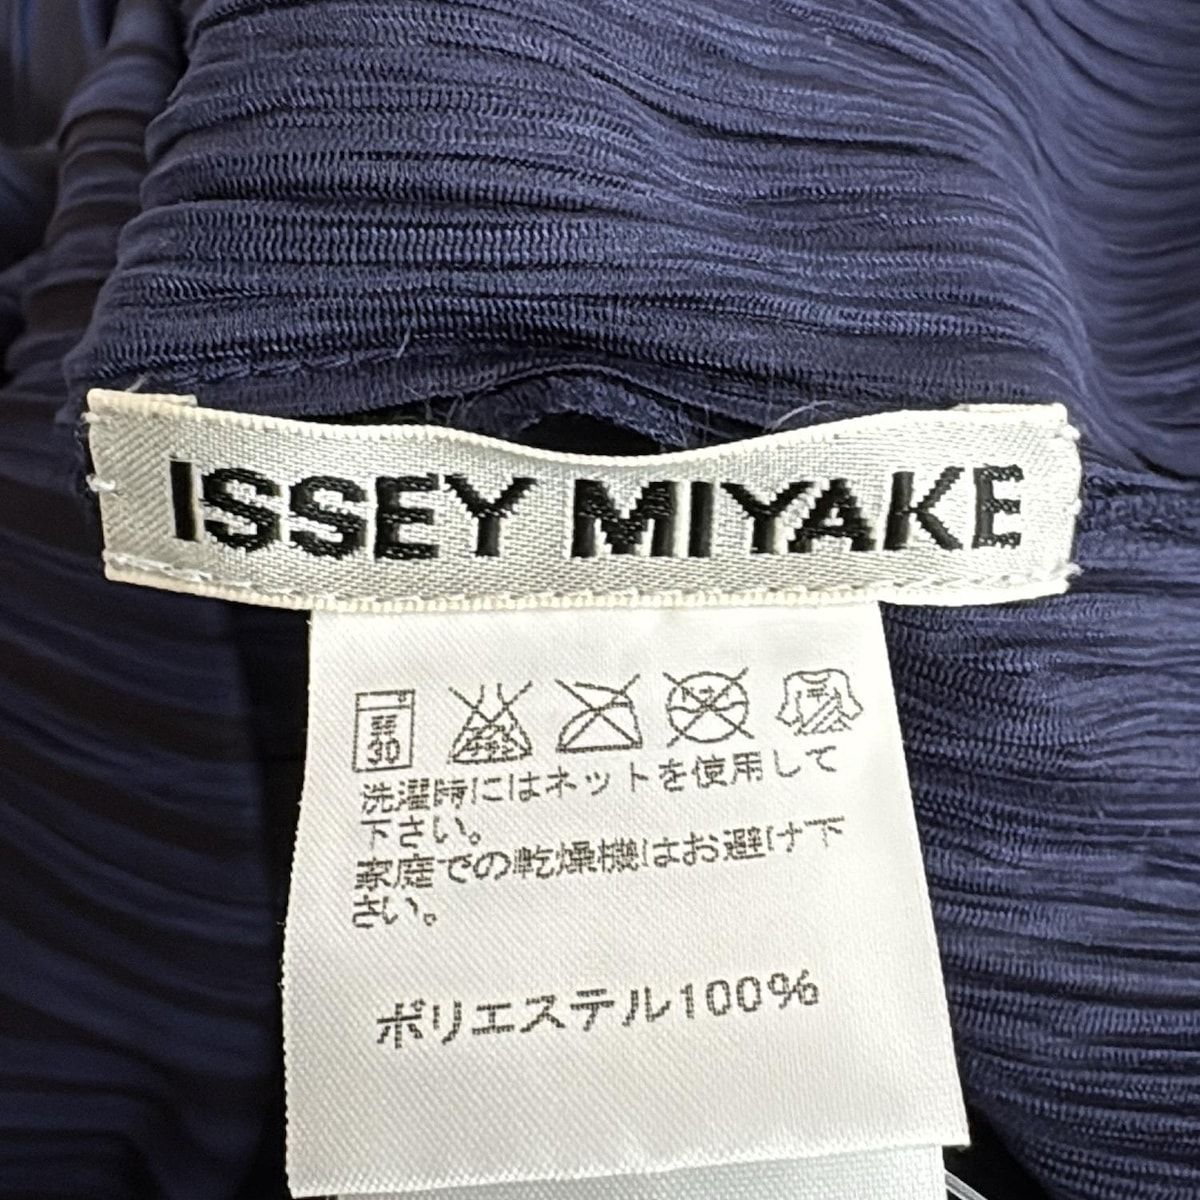 ISSEY MIYAKE
30
洗濯時にはネットを使用して
下さい。
家庭での乾燥機はお避け下
さい。
ポリエステル100%